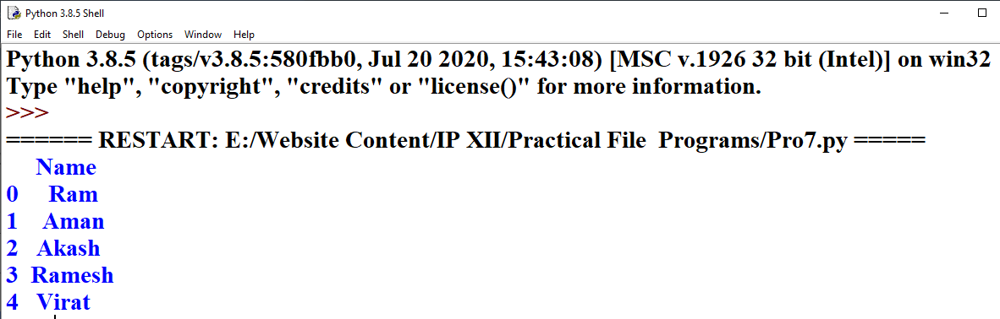 Python 3.8.5 Shell
File Edit Shell Debug Options Window Help
Python 3.8.5 (tags/v3.8.5:580fbb0, Jul 20 2020, 15:43:08) [MSC v.1926 32 bit (Intel)] on win32
Type "help", "copyright", "credits" or "license()" for more information.
>>>
====== RESTART: E:/Website Content/IP XII/Practical File  Programs/Pro7.py =====
     Name
0     Ram
1    Aman
2   Akash
3  Ramesh
4   Virat